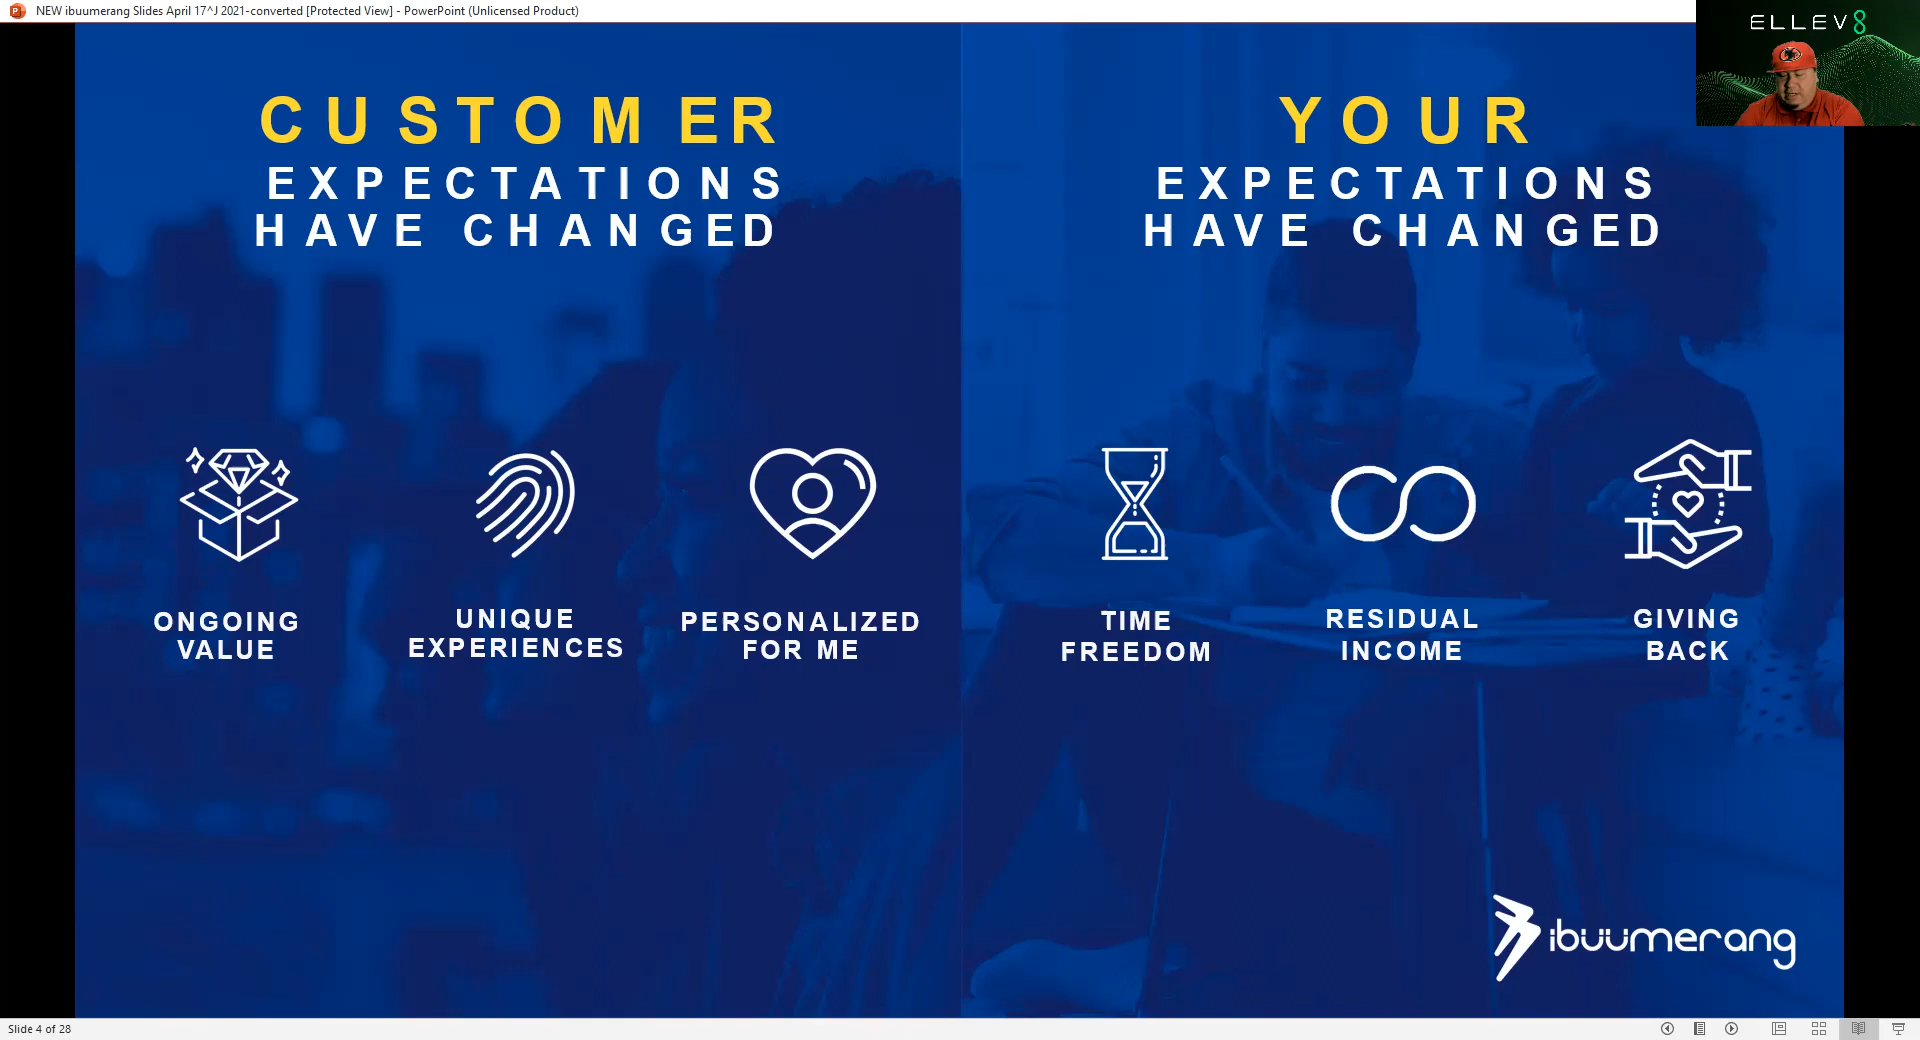 NEW ibuumerang Slides April 17^J 2021-converted [Protected View] - PowerPoint (Unlicensed Product)
ELLEV8
CUSTOMER
EXPECTATIONS
HAVE CHANGED
ONGOING
VALUE
UNIQUE
EXPERIENCES
PERSONALIZED
FOR ME
YOUR
EXPECTATIONS
HAVE CHANGED
TIME
FREEDOM
RESIDUAL
INCOME
GIVING
BACK
ibuumerang
Slide 4 of 28